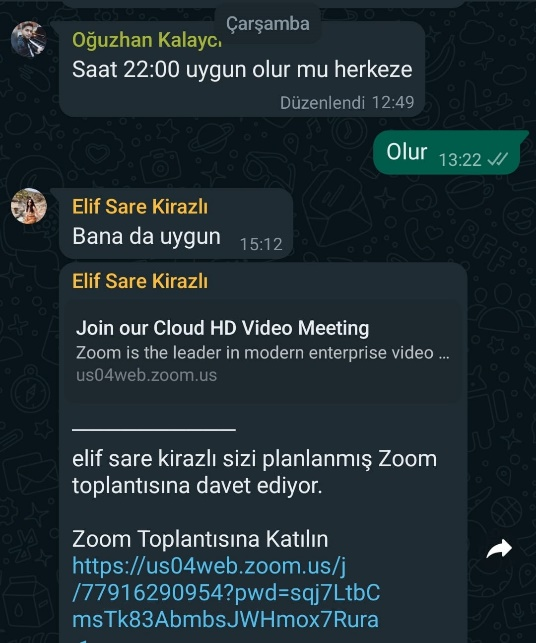 Çarşamba
Oğuzhan Kalaycı
Saat 22:00 uygun olur mu herkeze
Düzenlendi 12:49
Olur 13:22
Elif Sare Kirazlı
Bana da uygun 15:12
Elif Sare Kirazlı
Join our Cloud HD Video Meeting
Zoom is the leader in modern enterprise video ...
us04web.zoom.us
elif sare kirazlı sizi planlanmış Zoom
toplantısına davet ediyor.
Zoom Toplantısına Katılın
https://us04web.zoom.us/j
/77916290954?pwd=sqj7LtbC
msTk83AbmbsJWHmox7Rura